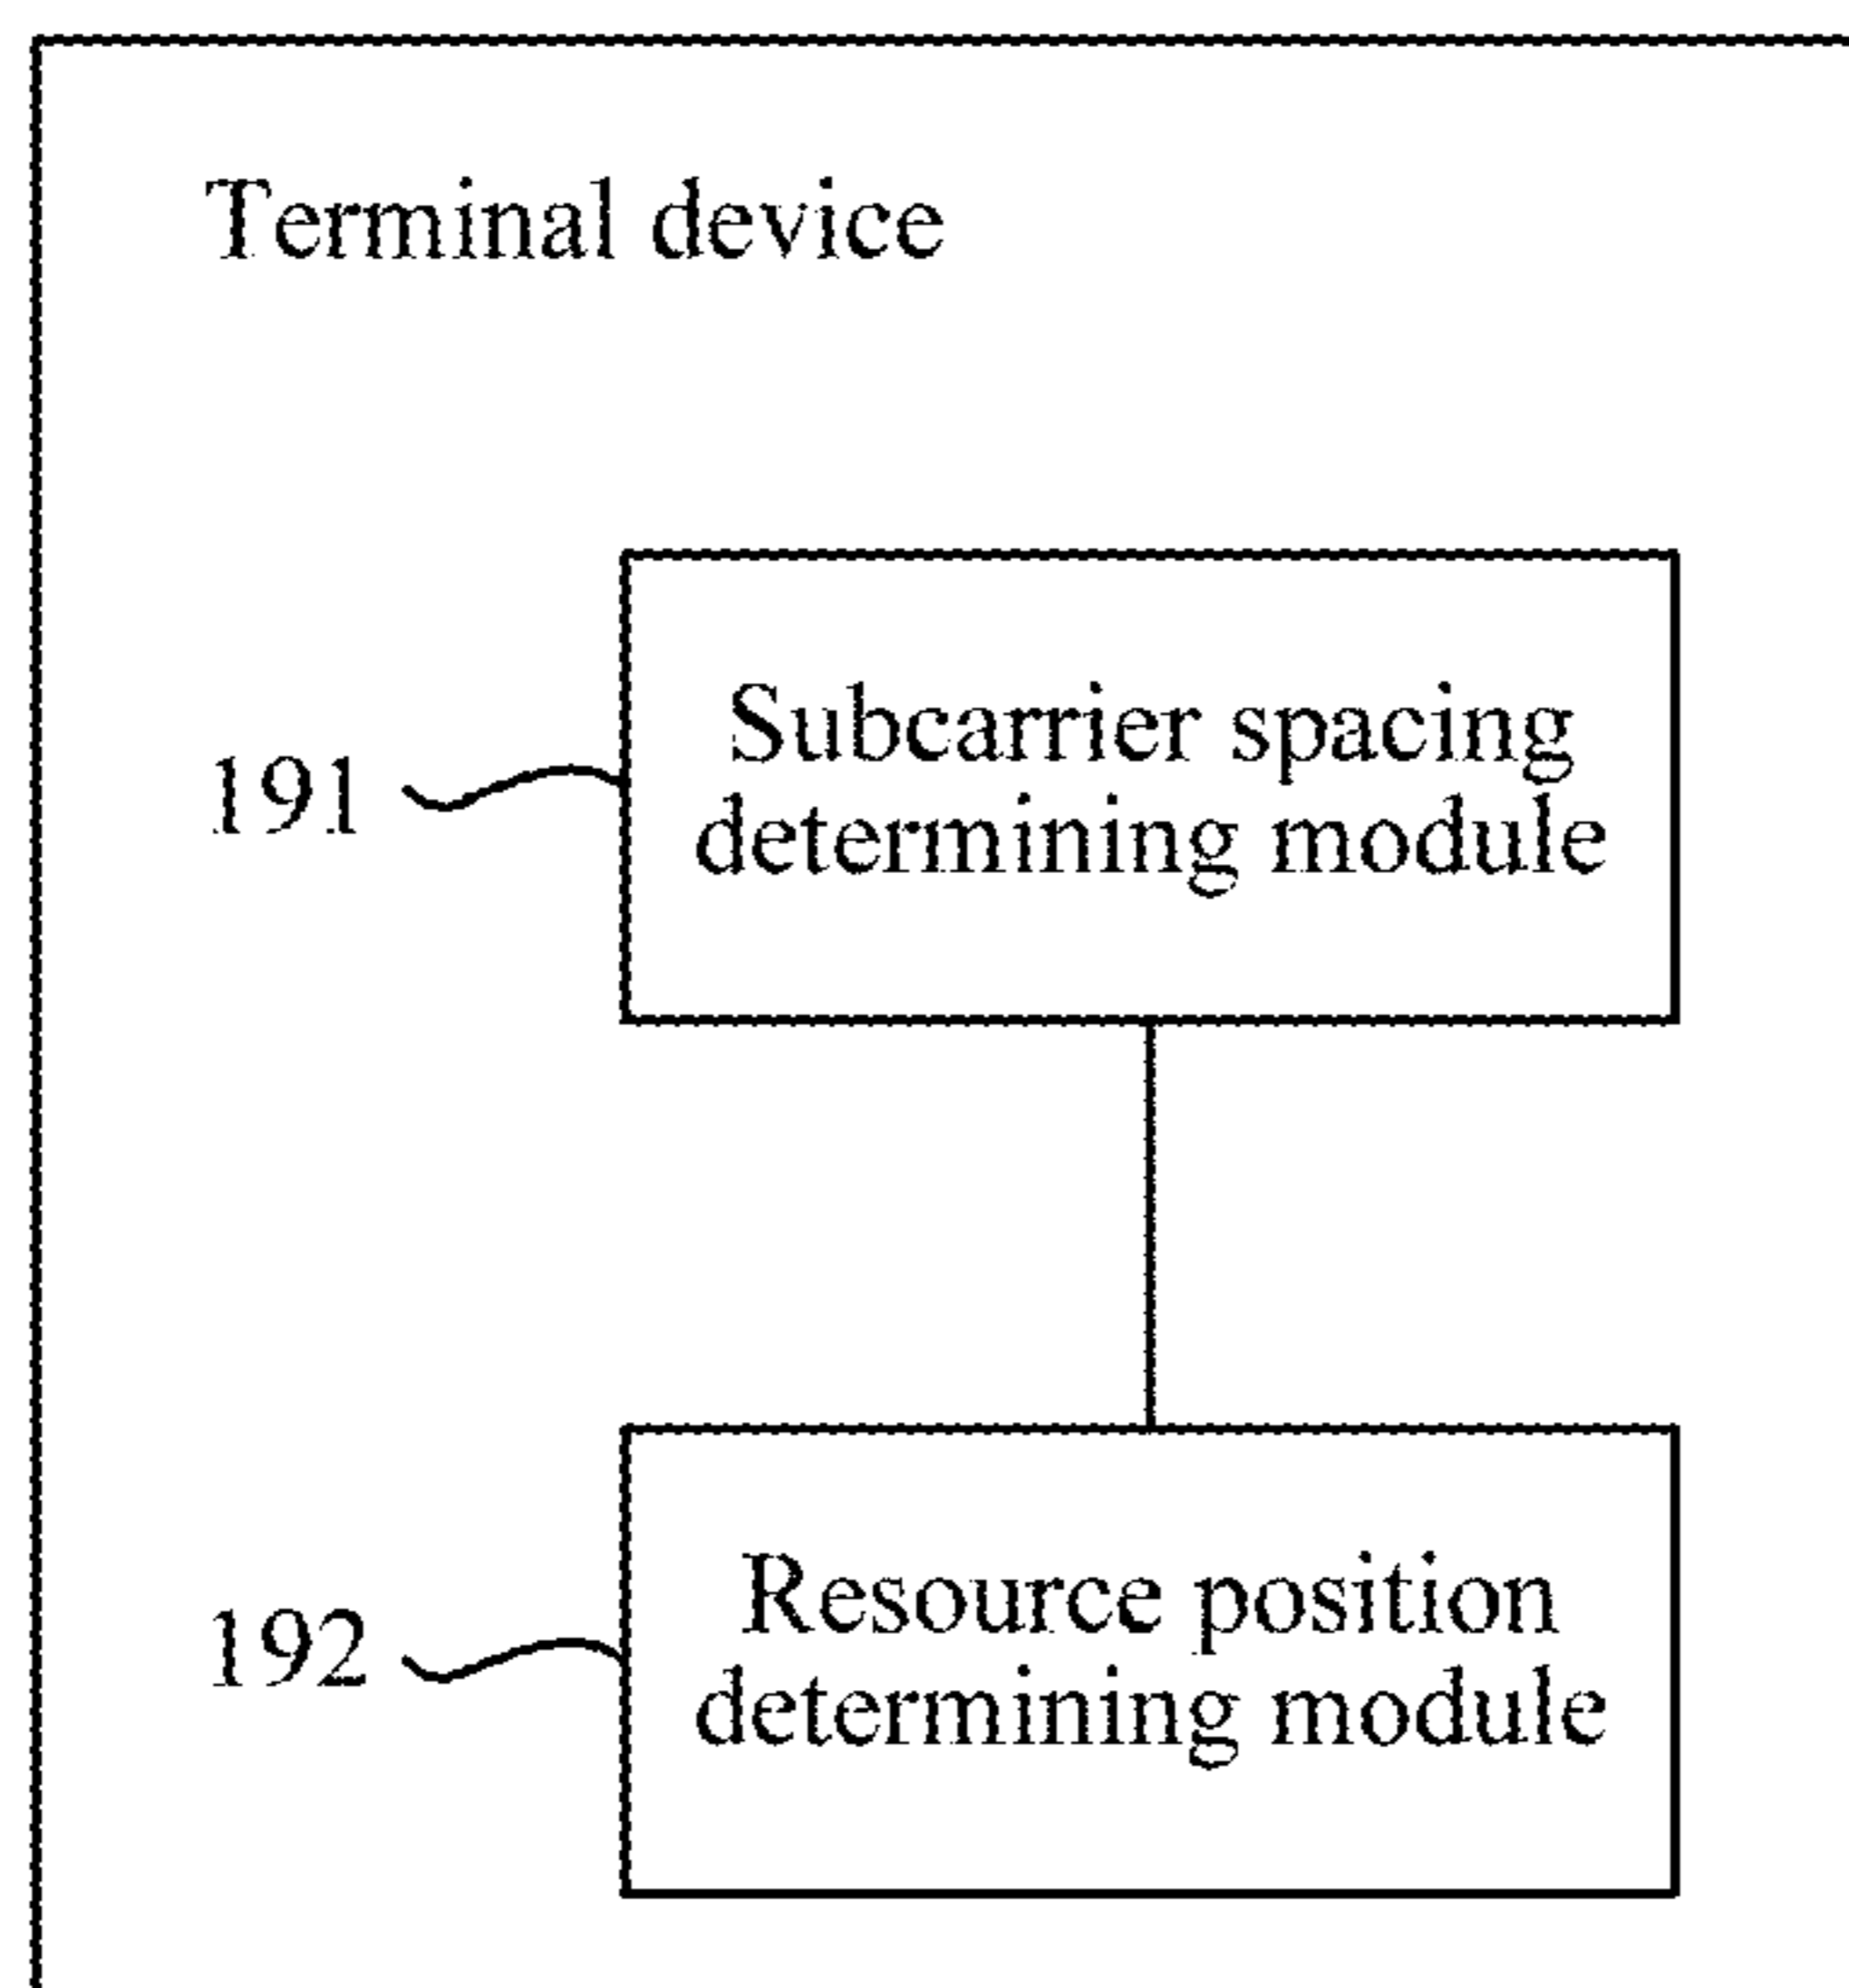 Terminal device
191
Subcarrier spacing
determining module
192
Resource position
determining module